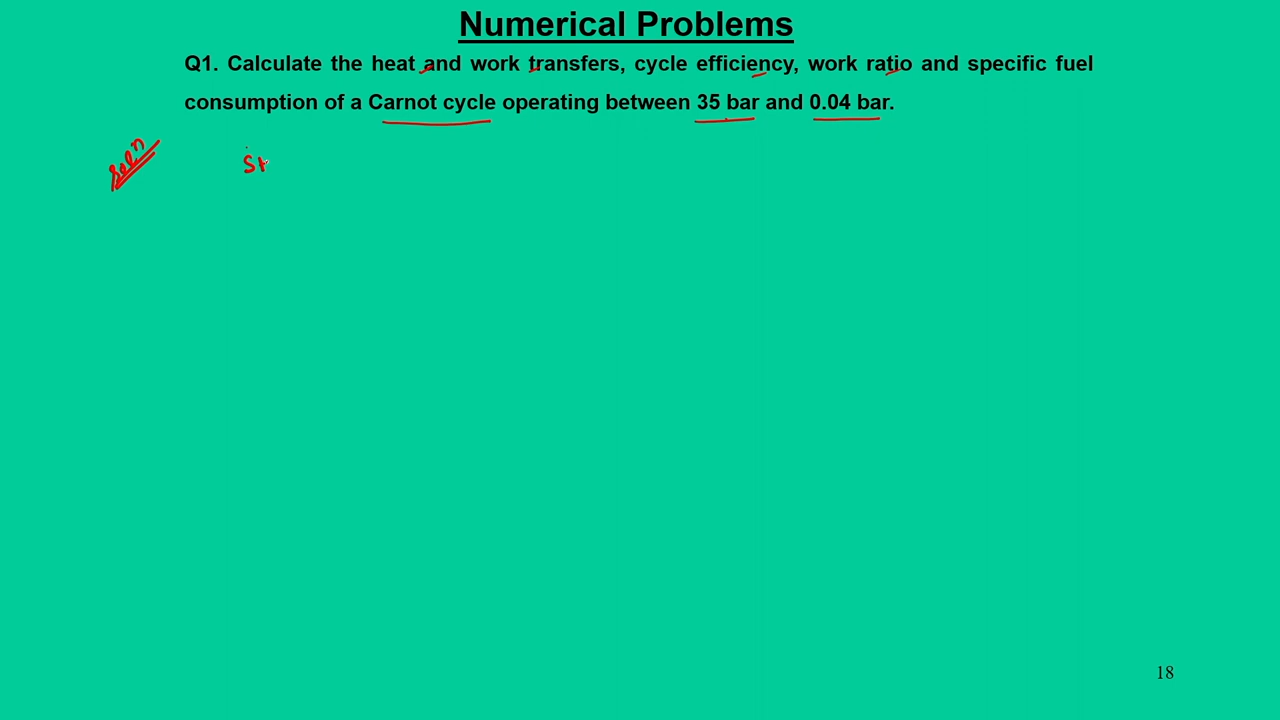 Numerical Problems
Q1. Calculate the heat and work transfers, cycle efficiency, work ratio and specific fuel
consumption of a Carnot cycle operating between 35 bar and 0.04 bar.
Soln
18